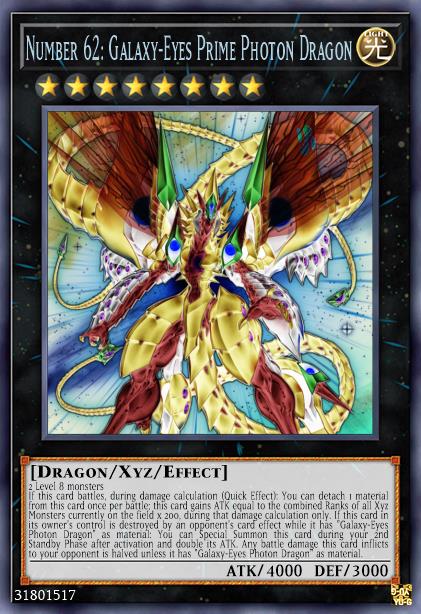 NUMBER 62: GALAXY-EYES PRIME PHOTON DRAGON
LIGHT
光
[DRAGON/XYZ/EFFECT]
2 Level 8 monsters
If this card battles, during damage calculation (Quick Effect): You can detach 1 material
from this card once per battle; this card gains ATK equal to the combined Ranks of all Xyz
Monsters currently on the field x 200, during that damage calculation only. If this card in
its owner's control is destroyed by an opponent's card effect while it has "Galaxy-Eyes
Photon Dragon" as material: You can Special Summon this card during your 2nd
Standby Phase after activation and double its ATK. Any battle damage this card inflicts
to your opponent is halved unless it has "Galaxy-Eyes Photon Dragon" as material.
ATK/4000 DEF/3000
31801517